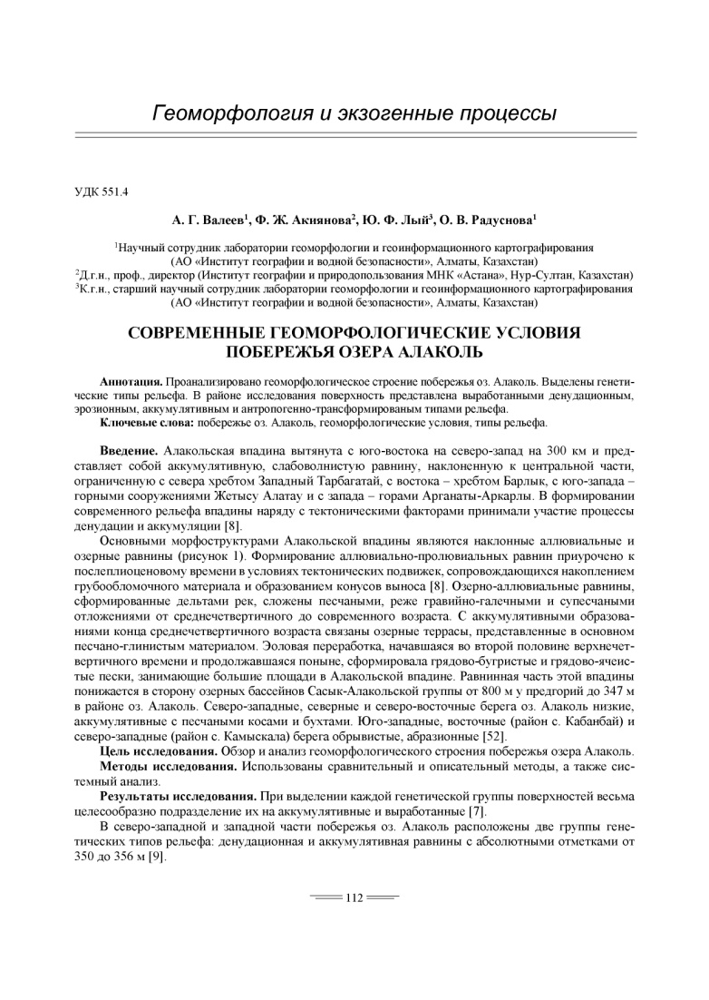 Геоморфология и экзогенные процессы
УДК 551.4
А. Г. Валеев¹, Ф. Ж. Акиянова², Ю. Ф. Лый³, О. В. Радуснова¹
¹Научный сотрудник лаборатории геоморфологии и геоинформационного картографирования
(АО «Институт географии и водной безопасности», Алматы, Казахстан)
²Д.г.н., проф., директор (Институт географии и природопользования МНК «Астана», Нур-Султан, Казахстан)
³К.г.н., старший научный сотрудник лаборатории геоморфологии и геоинформационного картографирования
(АО «Институт географии и водной безопасности», Алматы, Казахстан)
СОВРЕМЕННЫЕ ГЕОМОРФОЛОГИЧЕСКИЕ УСЛОВИЯ
ПОБЕРЕЖЬЯ ОЗЕРА АЛАКОЛЬ
Аннотация. Проанализировано геоморфологическое строение побережья оз. Алаколь. Выделены генети-
ческие типы рельефа. В районе исследования поверхность представлена выработанными денудационным,
эрозионным, аккумулятивным и антропогенно-трансформированым типами рельефа.
Ключевые слова: побережье оз. Алаколь, геоморфологические условия, типы рельефа.
Введение. Алакольская впадина вытянута с юго-востока на северо-запад на 300 км и пред-
ставляет собой аккумулятивную, слабоволнистую равнину, наклоненную к центральной части,
ограниченную с севера хребтом Западный Тарбагатай, с востока – хребтом Барлык, с юго-запада –
горными сооружениями Жетысу Алатау и с запада – горами Арганаты-Аркарлы. В формировании
современного рельефа впадины наряду с тектоническими факторами принимали участие процессы
денудации и аккумуляции [8].
Основными морфоструктурами Алакольской впадины являются наклонные аллювиальные и
озерные равнины (рисунок 1). Формирование аллювиально-пролювиальных равнин приурочено к
послеплиоценовому времени в условиях тектонических подвижек, сопровождающихся накоплением
грубообломочного материала и образованием конусов выноса [8]. Озерно-аллювиальные равнины,
сформированные дельтами рек, сложены песчаными, реже гравийно-галечными и супесчаными
отложениями от среднечетвертичного до современного возраста. С аккумулятивными образова-
ниями конца среднечетвертичного возраста связаны озерные террасы, представленные в основном
песчано-глинистым материалом. Эоловая переработка, начавшаяся во второй половине верхнечет-
вертичного времени и продолжавшаяся поныне, сформировала грядово-бугристые и грядово-ячеис-
тые пески, занимающие большие площади в Алакольской впадине. Равнинная часть этой впадины
понижается в сторону озерных бассейнов Сасык-Алакольской группы от 800 м у предгорий до 347 м
в районе оз. Алаколь. Северо-западные, северные и северо-восточные берега оз. Алаколь низкие,
аккумулятивные с песчаными косами и бухтами. Юго-западные, восточные (район с. Кабанбай) и
северо-западные (район с. Камыскала) берега обрывистые, абразионные [52].
Цель исследования. Обзор и анализ геоморфологического строения побережья озера Алаколь.
Методы исследования. Использованы сравнительный и описательный методы, а также сис-
темный анализ.
Результаты исследования. При выделении каждой генетической группы поверхностей весьма
целесообразно подразделение их на аккумулятивные и выработанные [7].
В северо-западной и западной части побережья оз. Алаколь расположены две группы гене-
тических типов рельефа: денудационная и аккумулятивная равнины с абсолютными отметками от
350 до 356 м [9].
112